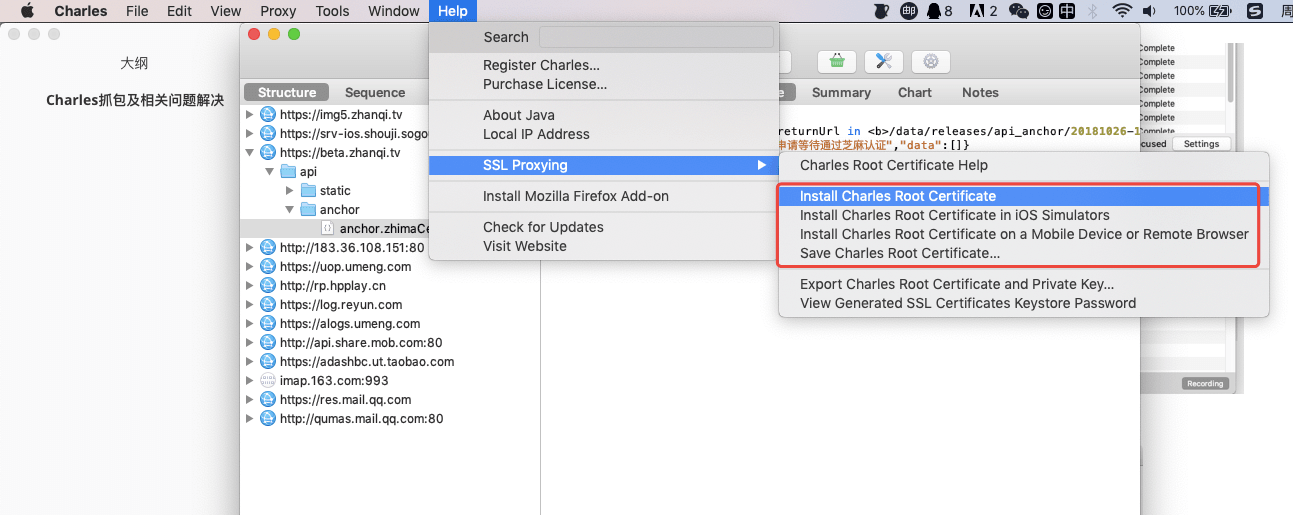 Charles File Edit View Proxy Tools Window Help 8 2 中 100% S 周
大纲
Charles抓包及相关问题解决
Search
Register Charles...
Purchase License...
About Java
Local IP Address
SSL Proxying
Install Mozilla Firefox Add-on
Check for Updates
Visit Website
Structure Sequence
https://img5.zhanqi.tv
https://srv-ios.shouji.sogou
https://beta.zhanqi.tv
api
static
anchor
anchor.zhimaCe
http://183.36.108.151:80
https://uop.umeng.com
http://rp.hpplay.cn
https://log.reyun.com
https://alogs.umeng.com
http://api.share.mob.com:80
https://adashbc.ut.taobao.com
imap.163.com:993
https://res.mail.qq.com
http://qumas.mail.qq.com:80
Summary Chart Notes
returnUrl in <b>/data/releases/api_anchor/20181026-1
申请等待通过芝麻认证","data":[]}
Charles Root Certificate Help
Install Charles Root Certificate
Install Charles Root Certificate in iOS Simulators
Install Charles Root Certificate on a Mobile Device or Remote Browser
Save Charles Root Certificate...
Export Charles Root Certificate and Private Key...
View Generated SSL Certificates Keystore Password
Complete
Complete
Complete
Complete
Complete
Complete
Complete
cused Settings
Recording